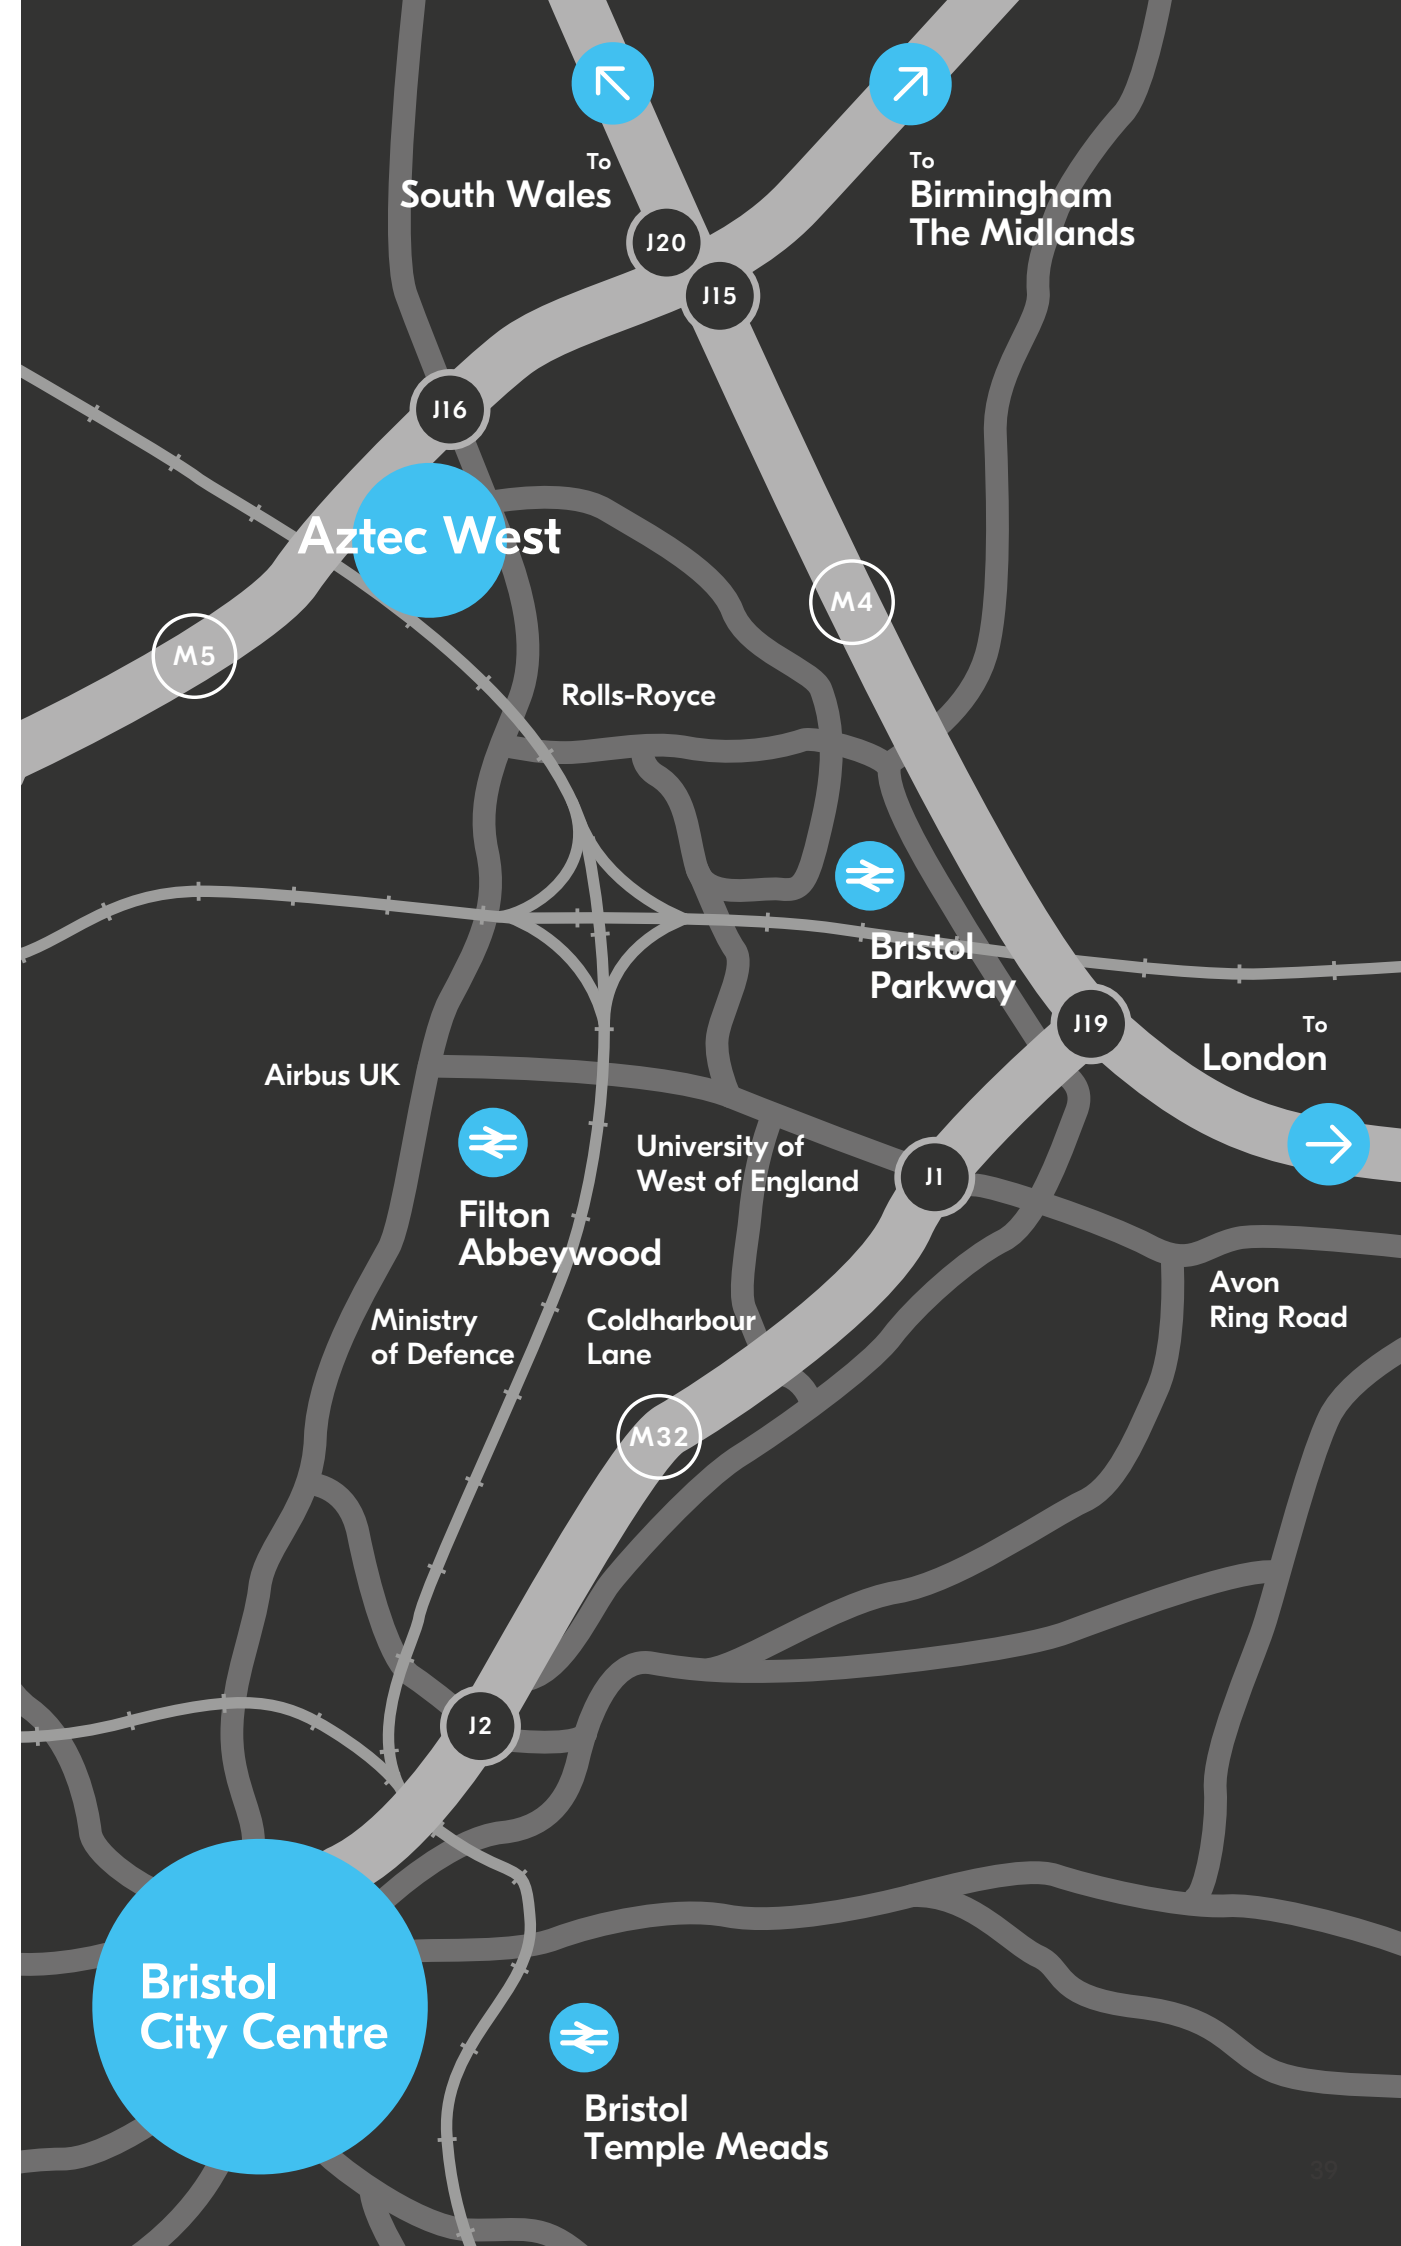 To
South Wales
To
Birmingham
The Midlands
J20
J15
J16
Aztec West
M4
M5
Rolls-Royce
Bristol
Parkway
J19
To
London
Airbus UK
University of
West of England
J1
Filton
Abbeywood
Avon
Ring Road
Ministry
of Defence
Coldharbour
Lane
M32
J2
Bristol
City Centre
Bristol
Temple Meads
39